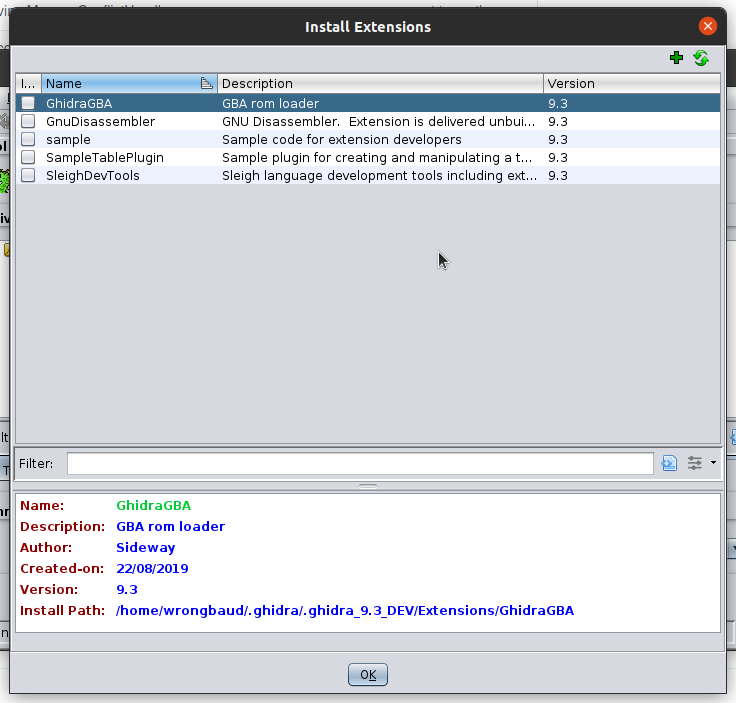 Install Extensions
I... Name Description Version
GhidraGBA GBA rom loader 9.3
GnuDisassembler GNU Disassembler. Extension is delivered unbui... 9.3
sample Sample code for extension developers 9.3
SampleTablePlugin Sample plugin for creating and manipulating a t... 9.3
SleighDevTools Sleigh language development tools including ext... 9.3
Filter:
Name: GhidraGBA
Description: GBA rom loader
Author: Sideway
Created-on: 22/08/2019
Version: 9.3
Install Path: /home/wrongbaud/.ghidra/.ghidra_9.3_DEV/Extensions/GhidraGBA
OK